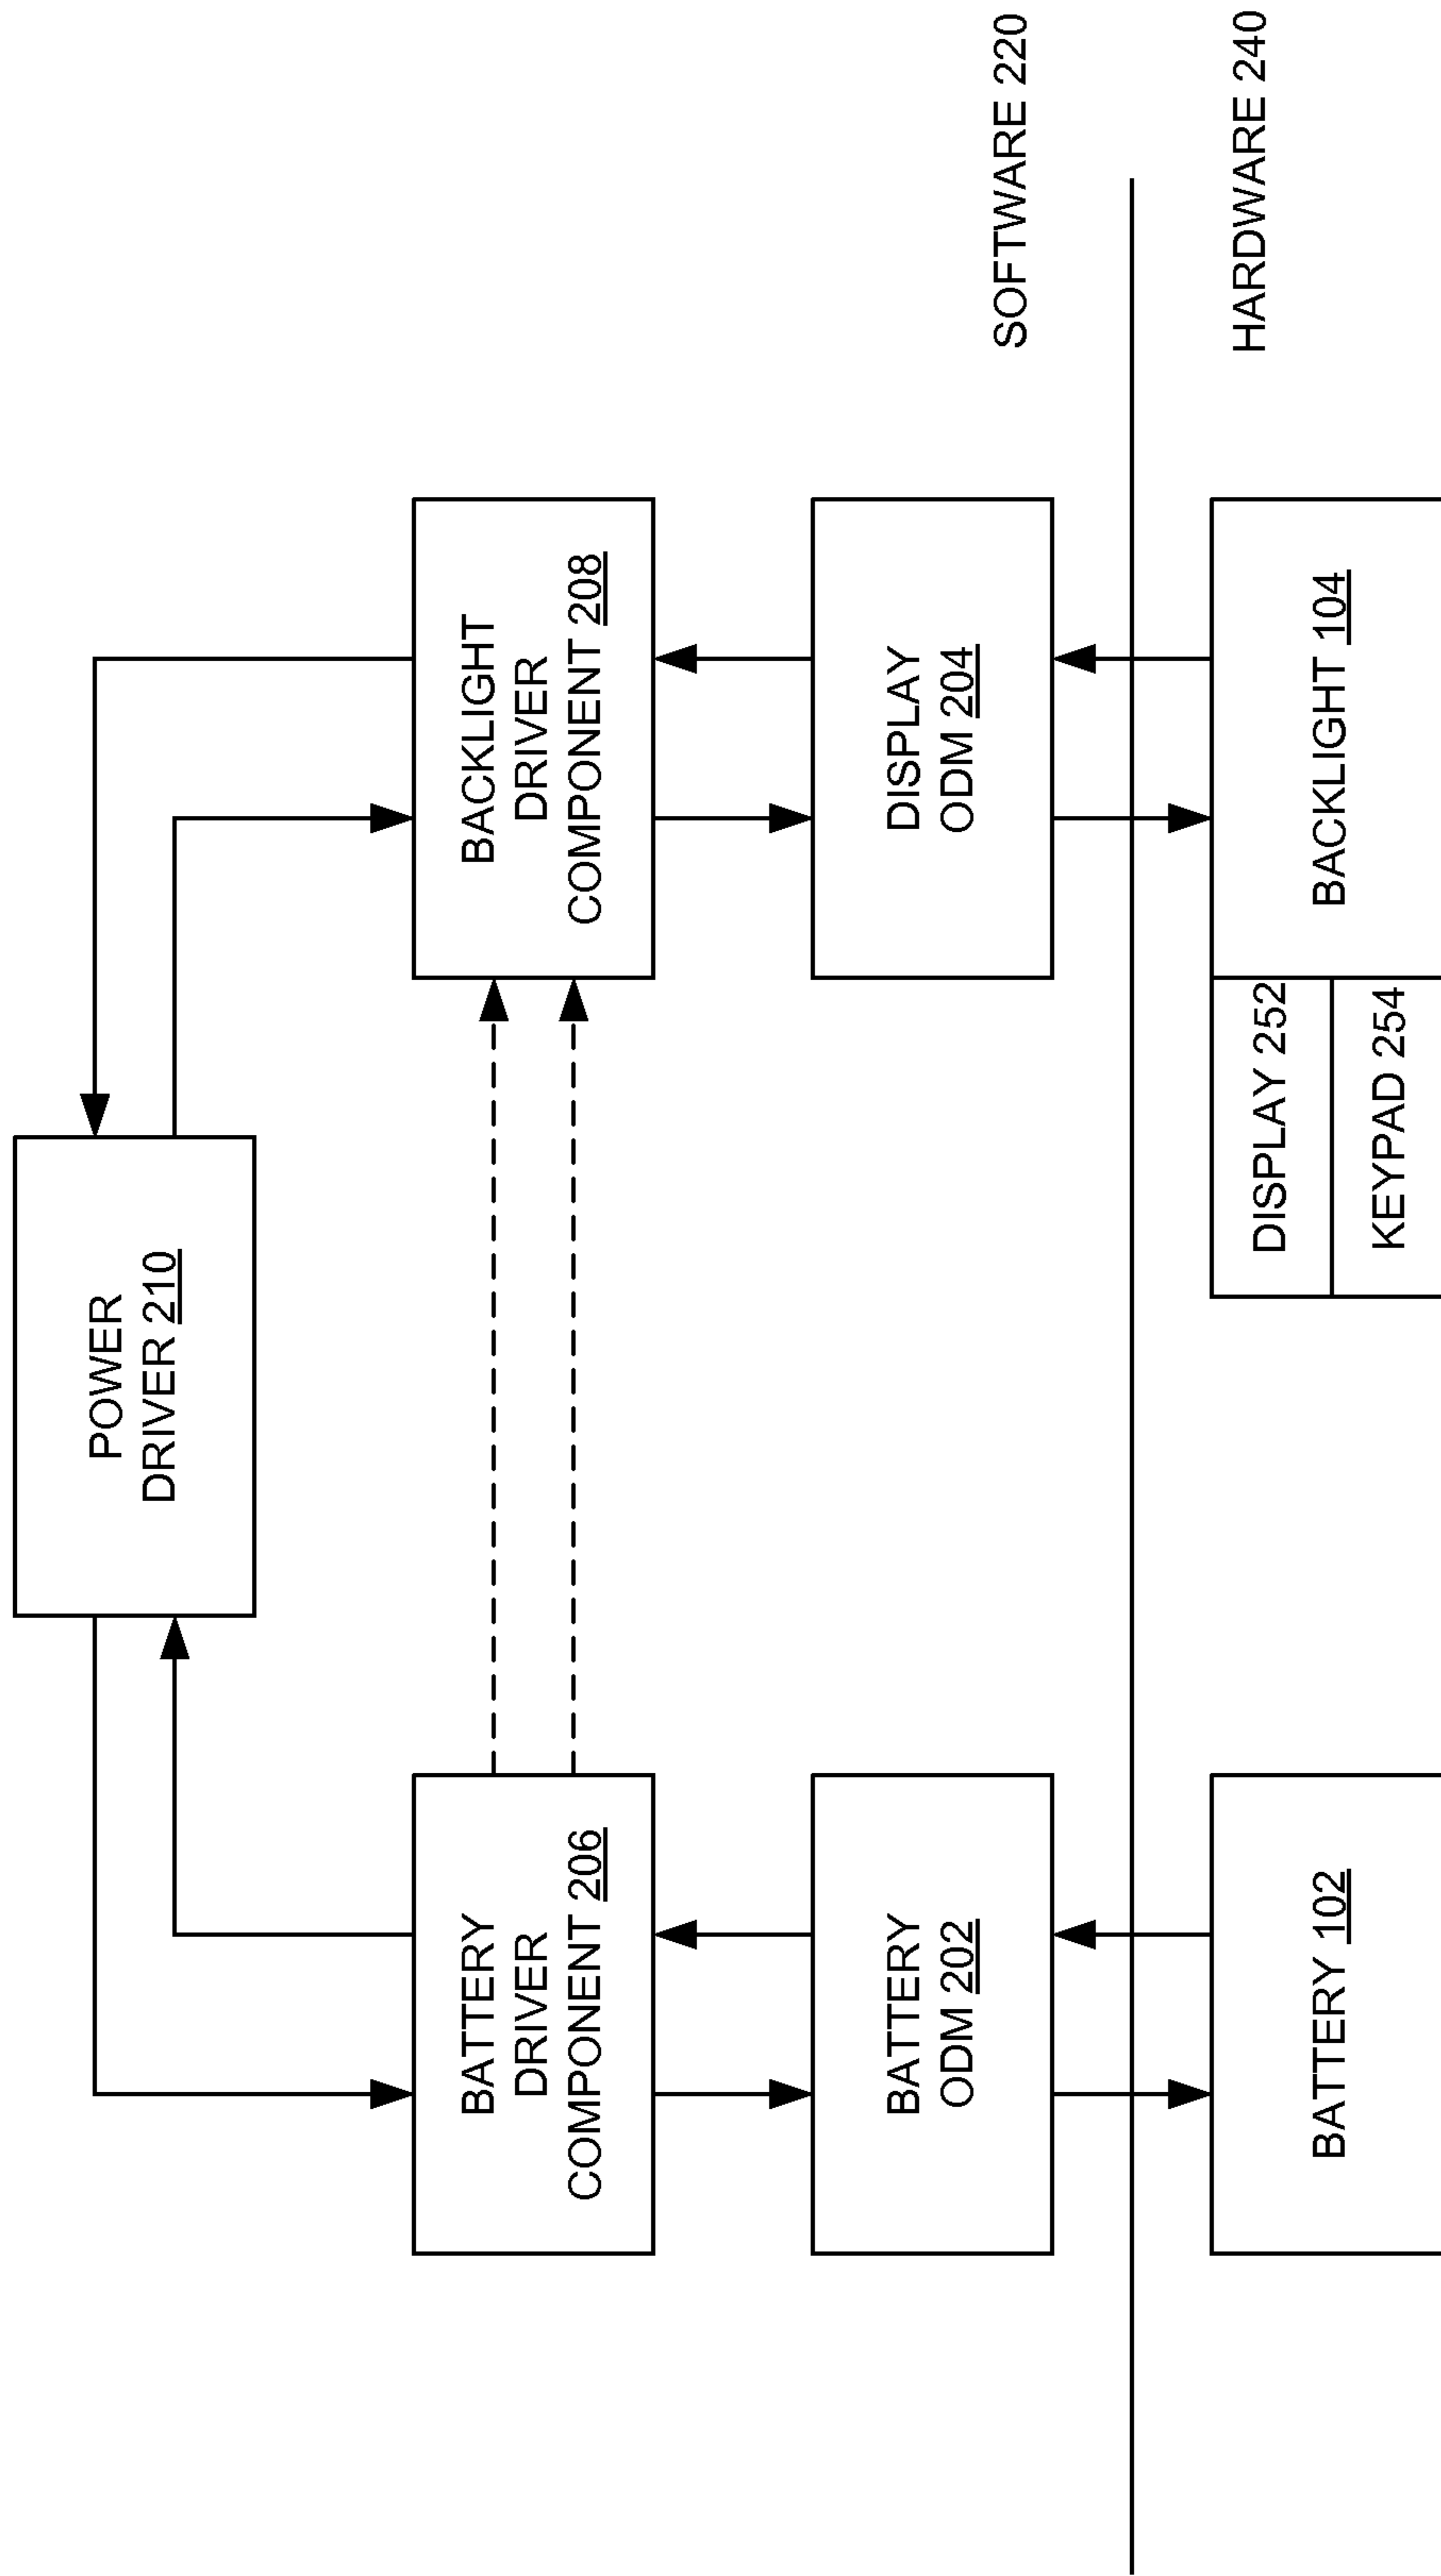 POWER
DRIVER 210
BATTERY
DRIVER
COMPONENT 206
BACKLIGHT
DRIVER
COMPONENT 208
BATTERY
ODM 202
DISPLAY
ODM 204
SOFTWARE 220
HARDWARE 240
BATTERY 102
DISPLAY 252
KEYPAD 254
BACKLIGHT 104